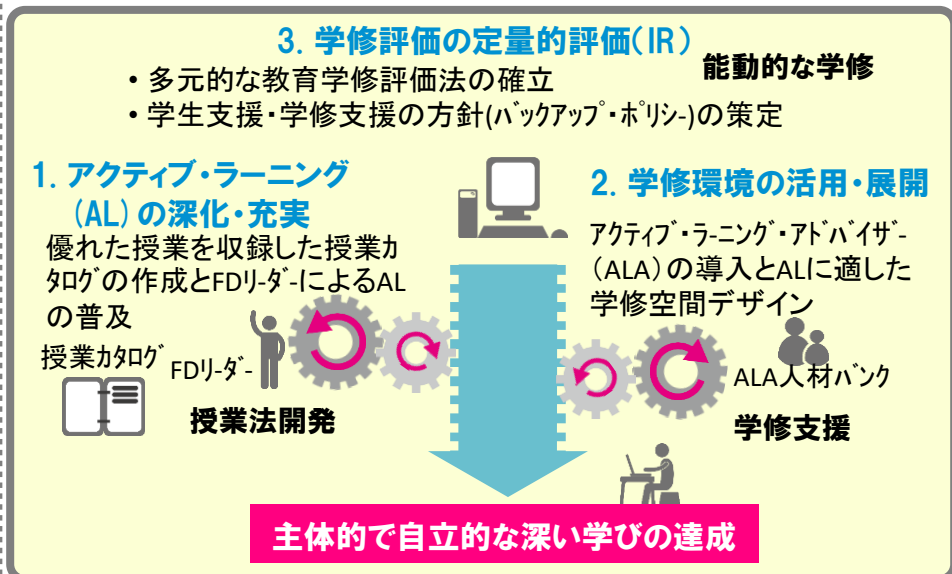 3. 学修評価の定量的評価(IR)
能動的な学修
• 多元的な教育学修評価法の確立
• 学生支援・学修支援の方針(ﾊﾞｯｸｱｯﾌﾟ・ﾎﾟﾘｼ-)の策定
1. アクティブ・ラーニング
(AL)の深化・充実
優れた授業を収録した授業ｶ
ﾀﾛｸﾞの作成とFDﾘ-ﾀﾞ-によるAL
の普及
授業ｶﾀﾛｸﾞ
FDﾘ-ﾀﾞ-
授業法開発
2. 学修環境の活用・展開
ｱｸﾃｨﾌﾞ・ﾗ-ﾆﾝｸﾞ・ｱﾄﾞﾊﾞｲｻﾞ-
(ALA)の導入とALに適した
学修空間デザイン
ALA人材ﾊﾞﾝｸ
学修支援
主体的で自立的な深い学びの達成